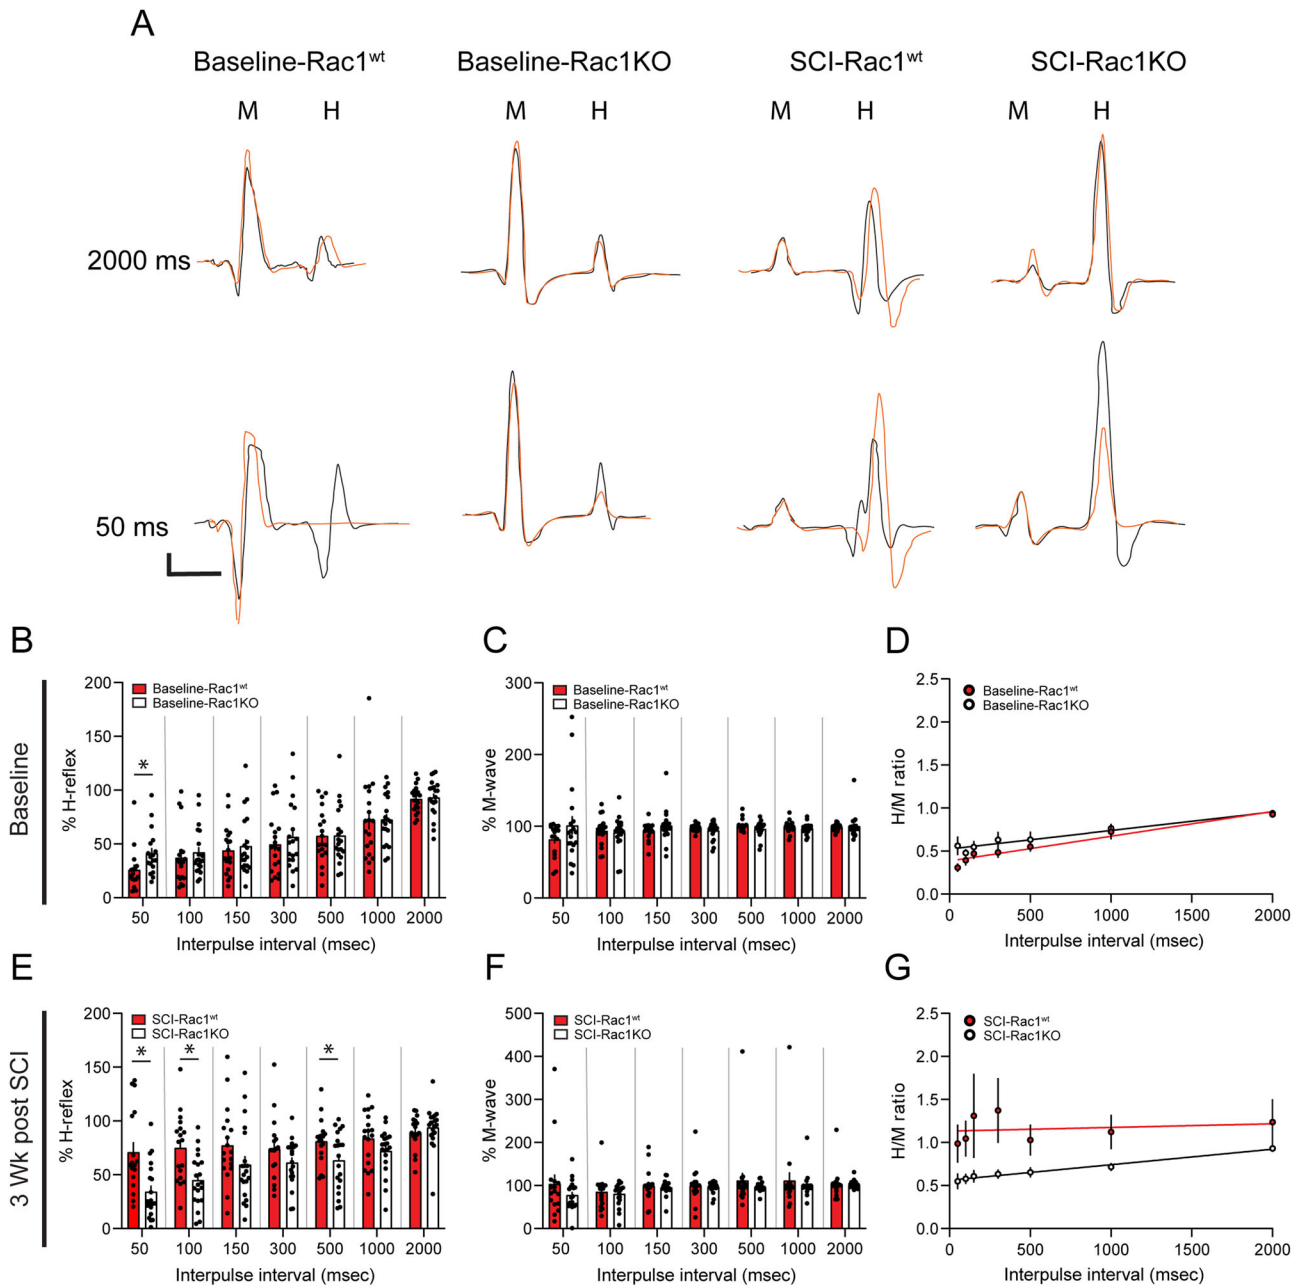 A
Baseline-Rac1wt Baseline-Rac1KO SCI-Rac1wt SCI-Rac1KO
M H M H M H M H
2000 ms
50 ms
B C D
Baseline
200
150
100
50
0
% H-reflex
Baseline-Rac1wt
Baseline-Rac1KO
*
50 100 150 300 500 1000 2000
Interpulse interval (msec)
300
200
100
0
% M-wave
Baseline-Rac1wt
Baseline-Rac1KO
50 100 150 300 500 1000 2000
Interpulse interval (msec)
2.5
2.0
1.5
1.0
0.5
0.0
H/M ratio
Baseline-Rac1wt
Baseline-Rac1KO
0 500 1000 1500 2000
Interpulse interval (msec)
E F G
3 Wk post SCI
200
150
100
50
0
% H-reflex
SCI-Rac1wt
SCI-Rac1KO
* * *
50 100 150 300 500 1000 2000
Interpulse interval (msec)
500
400
300
200
100
0
% M-wave
SCI-Rac1wt
SCI-Rac1KO
50 100 150 300 500 1000 2000
Interpulse interval (msec)
2.5
2.0
1.5
1.0
0.5
0.0
H/M ratio
SCI-Rac1wt
SCI-Rac1KO
0 500 1000 1500 2000
Interpulse interval (msec)